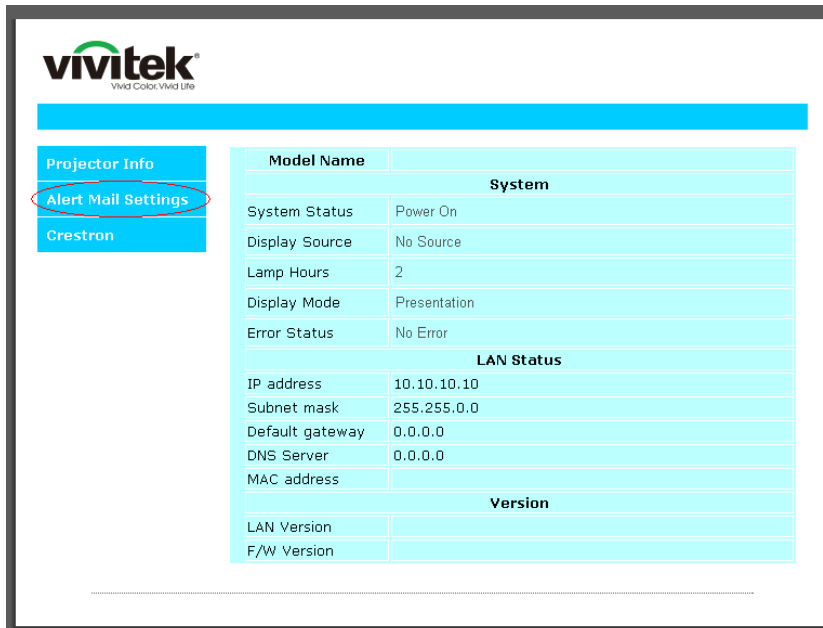 vivitek®
Vivid Color. Vivid Life
Projector Info
Alert Mail Settings
Crestron
Model Name
System
System Status Power On
Display Source No Source
Lamp Hours 2
Display Mode Presentation
Error Status No Error
LAN Status
IP address 10.10.10.10
Subnet mask 255.255.0.0
Default gateway 0.0.0.0
DNS Server 0.0.0.0
MAC address
Version
LAN Version
F/W Version